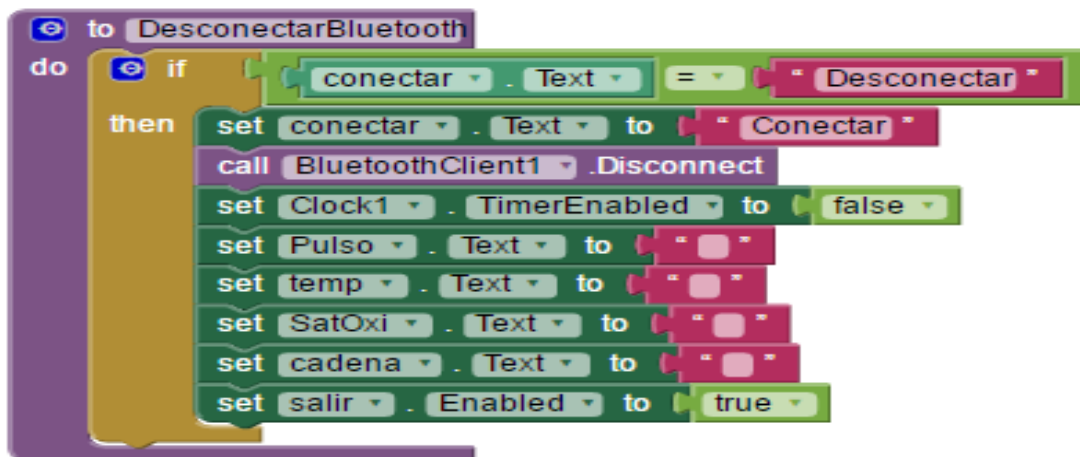 to DesconectarBluetooth
do if conectar . Text = " Desconectar "
then set conectar . Text to " Conectar "
call BluetoothClient1 .Disconnect
set Clock1 . TimerEnabled to false
set Pulso . Text to " "
set temp . Text to " "
set SatOxi . Text to " "
set cadena . Text to " "
set salir . Enabled to true